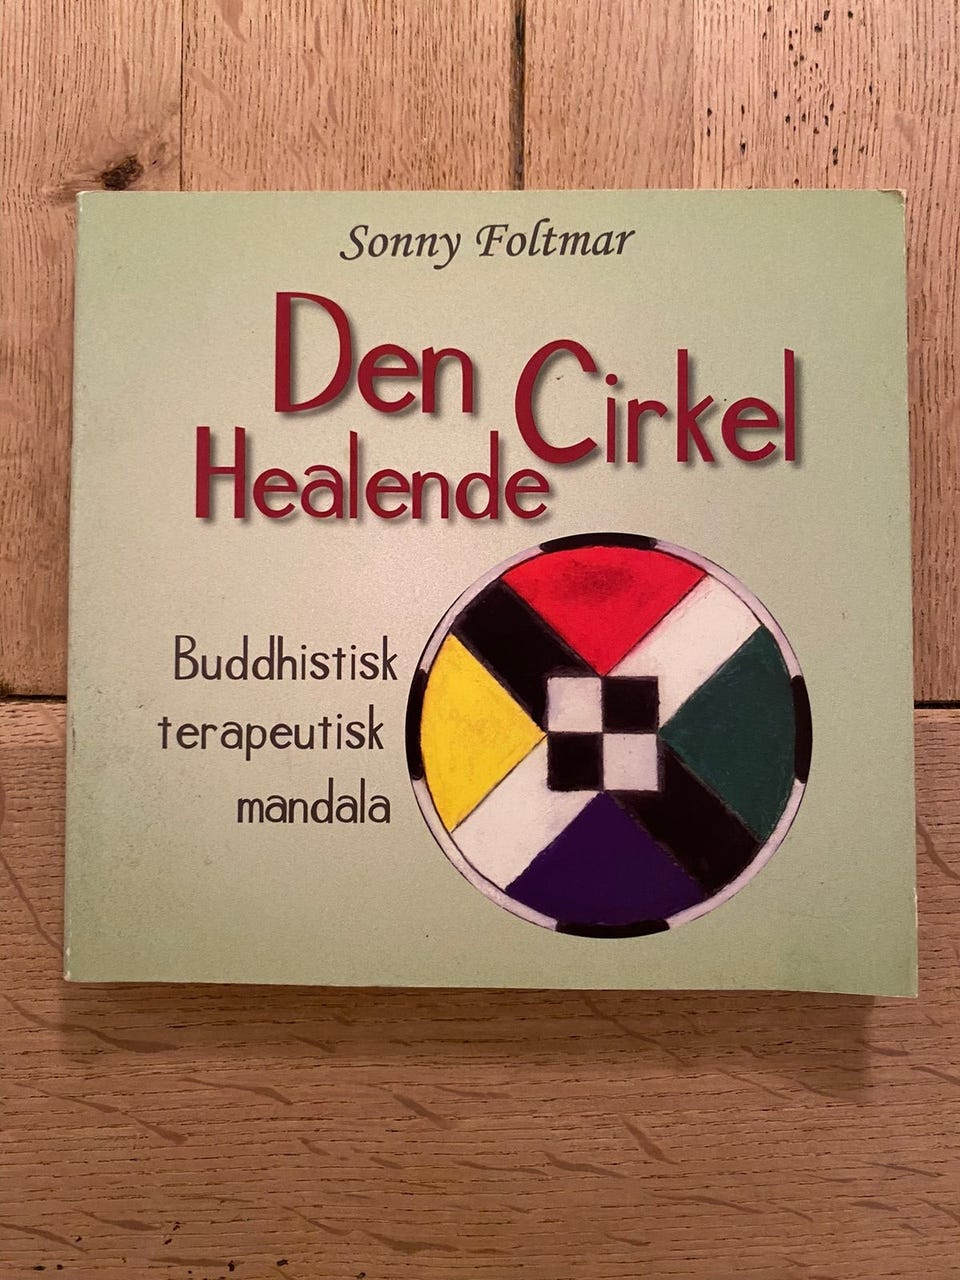 Sonny Foltmar
Den Cirkel
Healende
Buddhistisk
terapeutisk
mandala